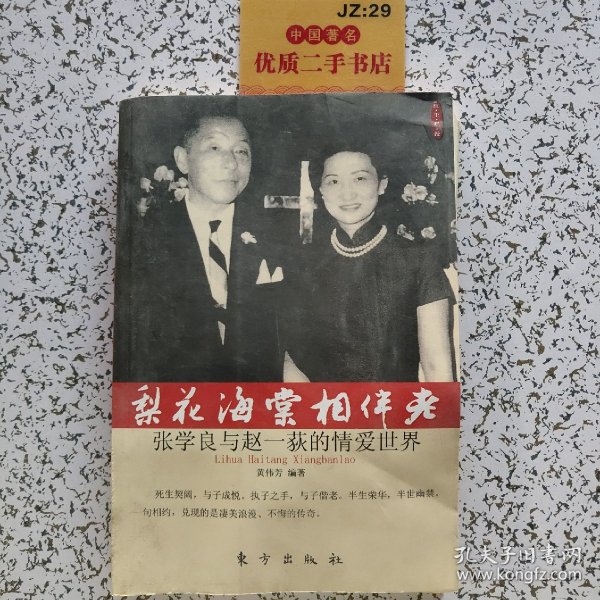 JZ:29
中国著名
优质二手书店
梨花海棠相伴老
张学良与赵一荻的情爱世界
Lihua Haitang Xiangbanlao
黄伟芳 编著
死生契阔，与子成悦。执子之手，与子偕老。半生荣华，半世幽禁，
一句相约，兑现的是凄美浪漫、不悔的传奇。
东方出版社
孔夫子旧书网
www.kongfz.com